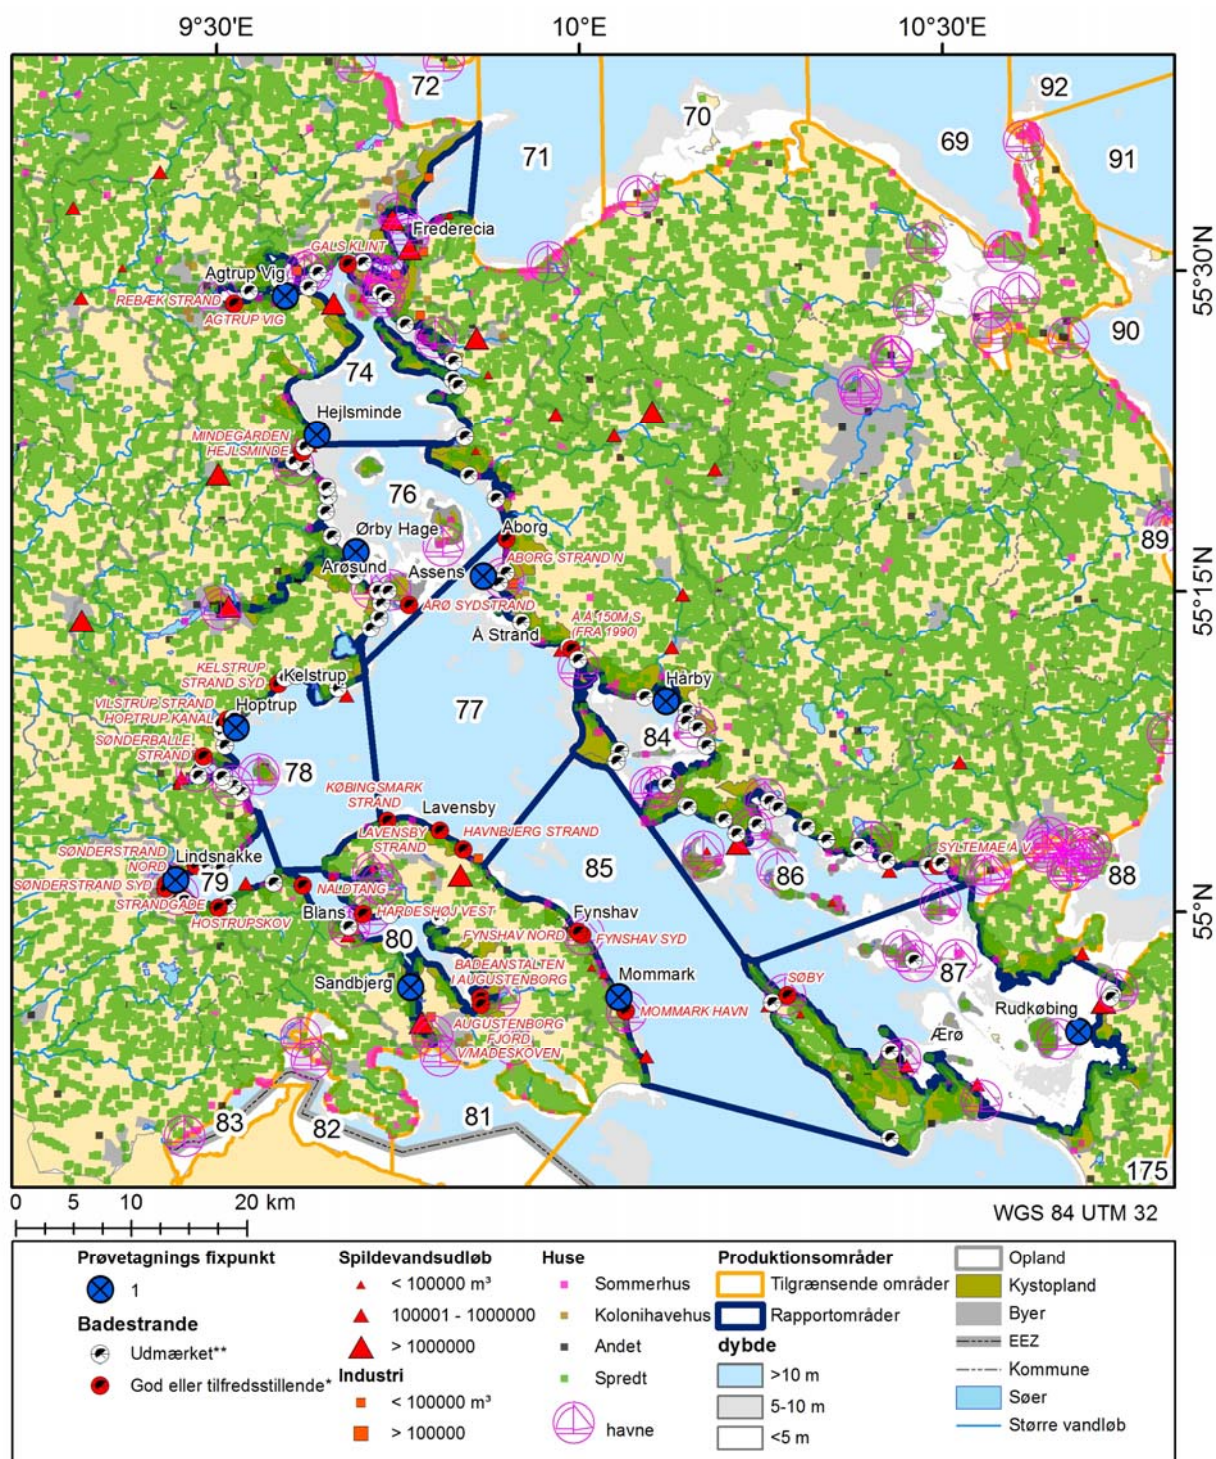 9°30'E
10°0'E
10°30'E
72
92
70
71
69
91
Frederecia
GALS KLINT
Agtrup Vig
55°30'N
REBÆK STRAND
AGTRUP VIG
90
74
Hejlsminde
MINDEGÅRDEN
HEJLSMINDE
76
Ørby Hage
Aborg
89
Årøsund
Assens
ABORG STRAND N
55°15'N
ÅRØ SYDSTRAND
Å Strand
AA 150M S
(FRA 1990)
KELSTRUP
STRAND SYD
Kelstrup
Hårby
VILSTRUP STRAND
Hoptrup
HOPTRUP KANAL
77
84
SØNDERBALLE
STRAND
78
KØBINGSMARK
STRAND
Lavensby
LAVENSBY
STRAND
HAVNBJERG STRAND
SØNDERSTRAND
NORD
Lindsnakke
SYLTEMAE Å V
85
86
88
SØNDERSTRAND SYD
79
NALDTANG
STRANDGADE
HARDESHØJ VEST
HOSTRUPSKOV
Blans
Fynshav
55°0'N
FYNSHAV NORD
FYNSHAV SYD
80
BADEANSTALTEN
I AUGUSTENBORG
87
Sandbjerg
Mommark
SØBY
Rudkøbing
MOMMARK HAVN
AUGUSTENBORG
FJORD
V/MADESKOVEN
Ærø
81
83
82
175
0 5 10 20 km
WGS 84 UTM 32
Prøvetagnings fixpunkt
1
Badestrande
Udmærket**
God eller tilfredsstillende*
Spildevandsudløb
< 100000 m³
100001 - 1000000
> 1000000
Industri
< 100000 m³
> 100000
Huse
Sommerhus
Kolonihavehus
Andet
Spredt
havne
Produktionsområder
Tilgrænsende områder
Rapportområder
dybde
>10 m
5-10 m
<5 m
Opland
Kystopland
Byer
EEZ
Kommune
Søer
Større vandløb